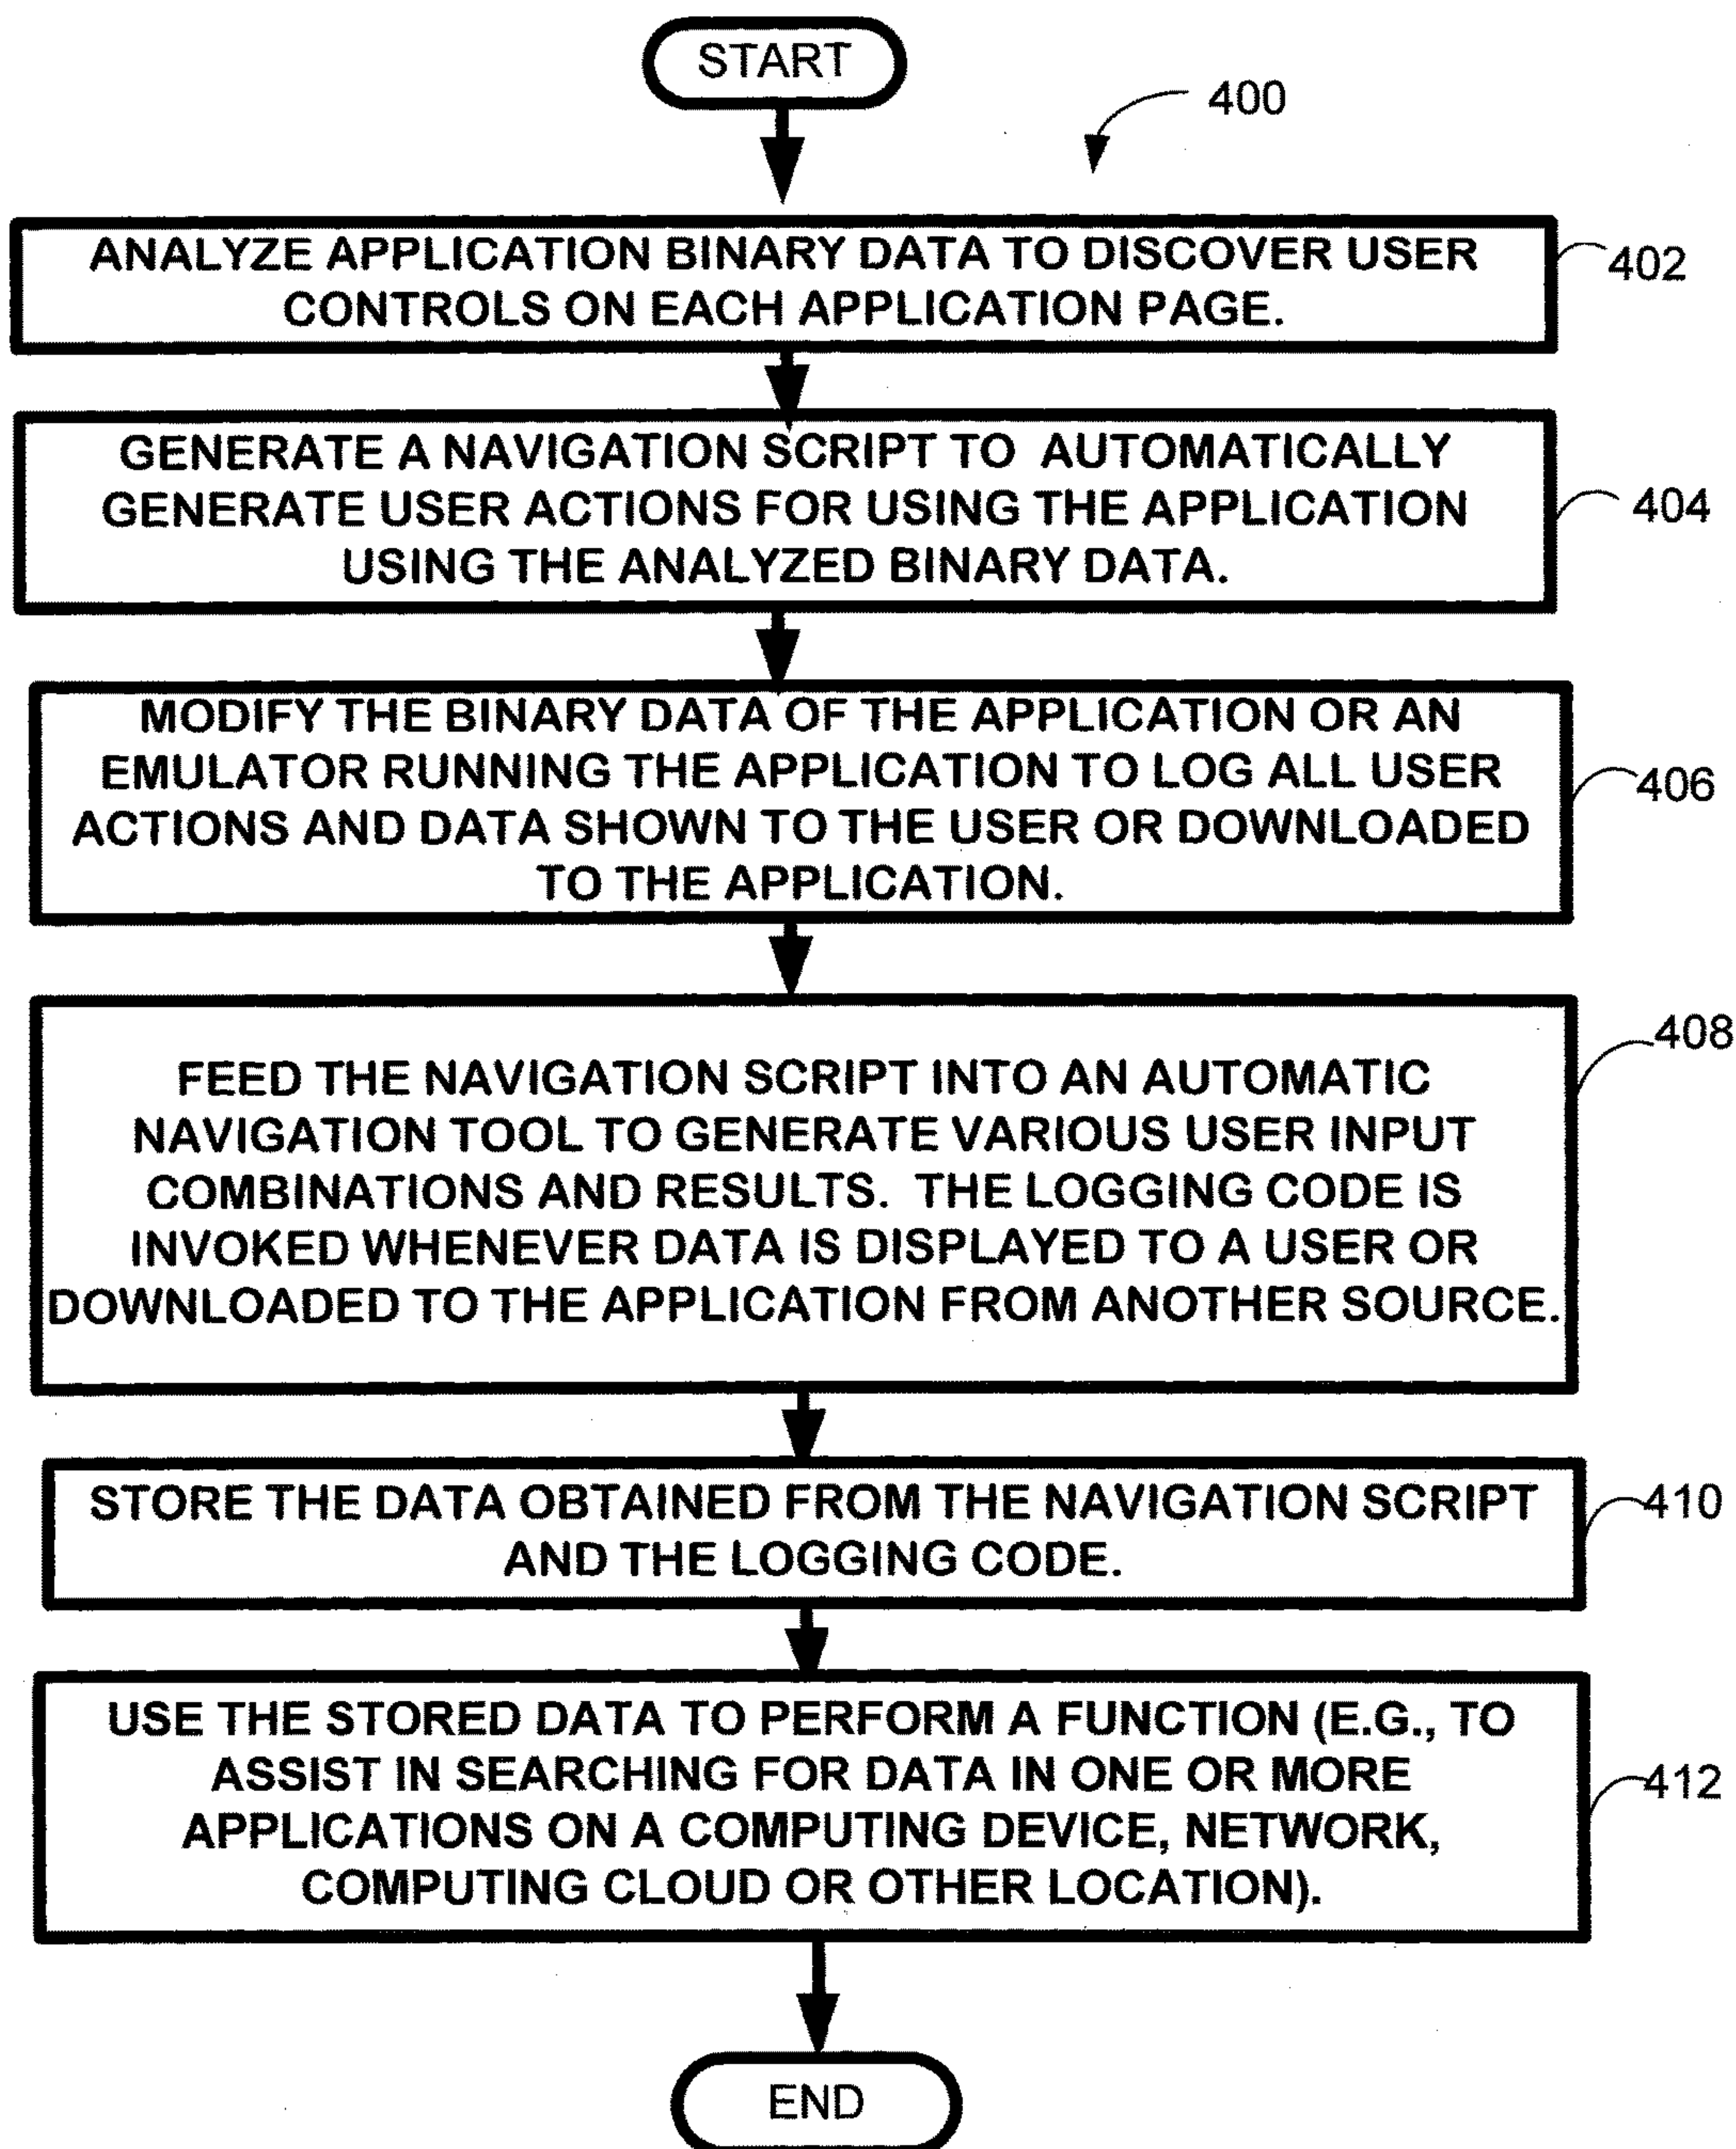 START
400
ANALYZE APPLICATION BINARY DATA TO DISCOVER USER
CONTROLS ON EACH APPLICATION PAGE.
402
GENERATE A NAVIGATION SCRIPT TO AUTOMATICALLY
GENERATE USER ACTIONS FOR USING THE APPLICATION
USING THE ANALYZED BINARY DATA.
404
MODIFY THE BINARY DATA OF THE APPLICATION OR AN
EMULATOR RUNNING THE APPLICATION TO LOG ALL USER
ACTIONS AND DATA SHOWN TO THE USER OR DOWNLOADED
TO THE APPLICATION.
406
FEED THE NAVIGATION SCRIPT INTO AN AUTOMATIC
NAVIGATION TOOL TO GENERATE VARIOUS USER INPUT
COMBINATIONS AND RESULTS. THE LOGGING CODE IS
INVOKED WHENEVER DATA IS DISPLAYED TO A USER OR
DOWNLOADED TO THE APPLICATION FROM ANOTHER SOURCE.
408
STORE THE DATA OBTAINED FROM THE NAVIGATION SCRIPT
AND THE LOGGING CODE.
410
USE THE STORED DATA TO PERFORM A FUNCTION (E.G., TO
ASSIST IN SEARCHING FOR DATA IN ONE OR MORE
APPLICATIONS ON A COMPUTING DEVICE, NETWORK,
COMPUTING CLOUD OR OTHER LOCATION).
412
END